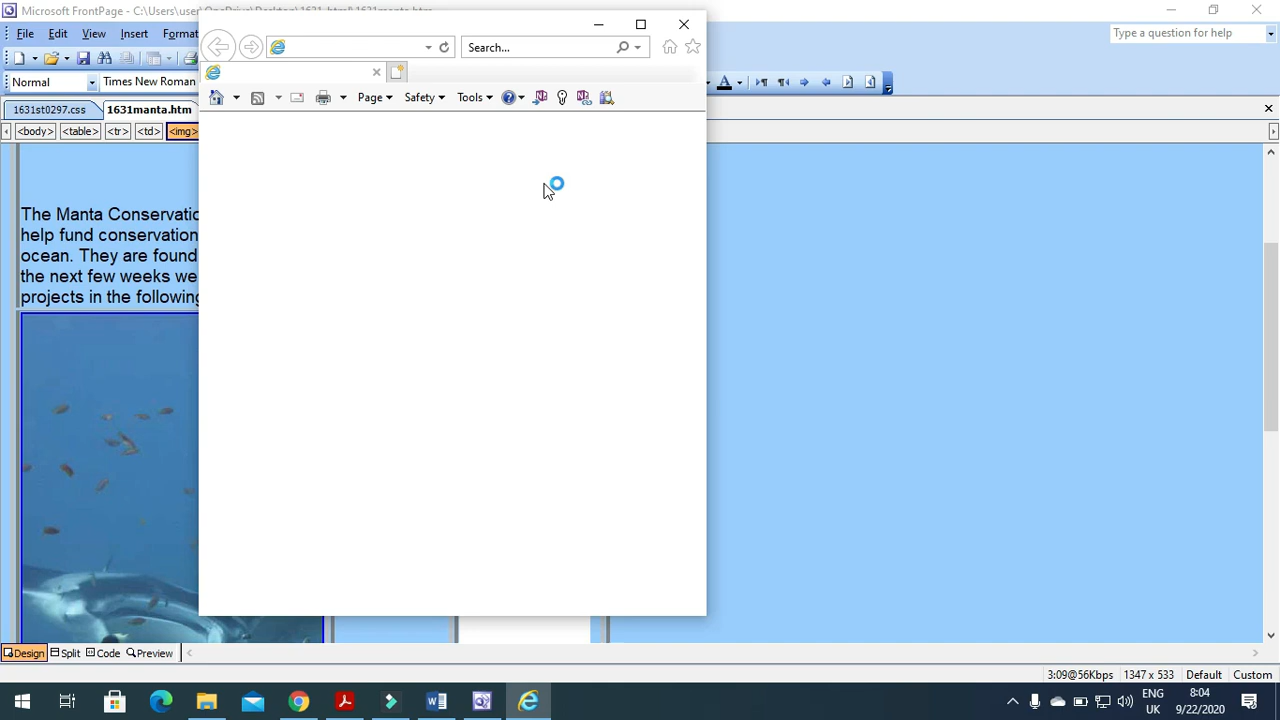 Microsoft FrontPage - C:\Users\user\OneDrive\Desktop\1631_html\1631manta.htm
File Edit View Insert Forma
Type a question for help
Search...
Normal Times New Roman
Page Safety Tools
1631st0297.css 1631manta.htm
<body> <table> <tr> <td> <img>
The Manta Conservatio
help fund conservation
ocean. They are found
the next few weeks we
projects in the following
Design Split Code Preview
3:09@56Kbps 1347 x 533 Default Custom
ENG 8:04
UK 9/22/2020